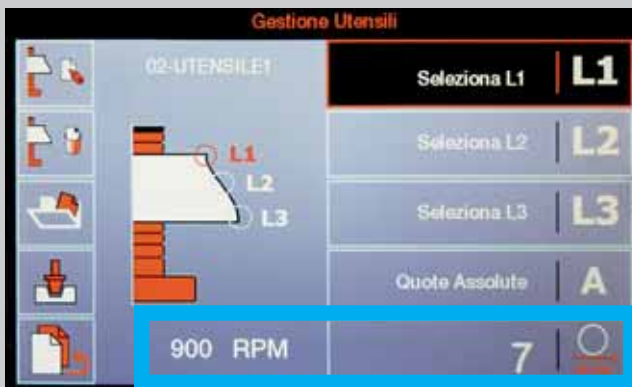 Gestione Utensili
02-UTENSILE1
L1
L2
L3
Seleziona L1 L1
Seleziona L2 L2
Seleziona L3 L3
Quote Assolute A
900 RPM 7